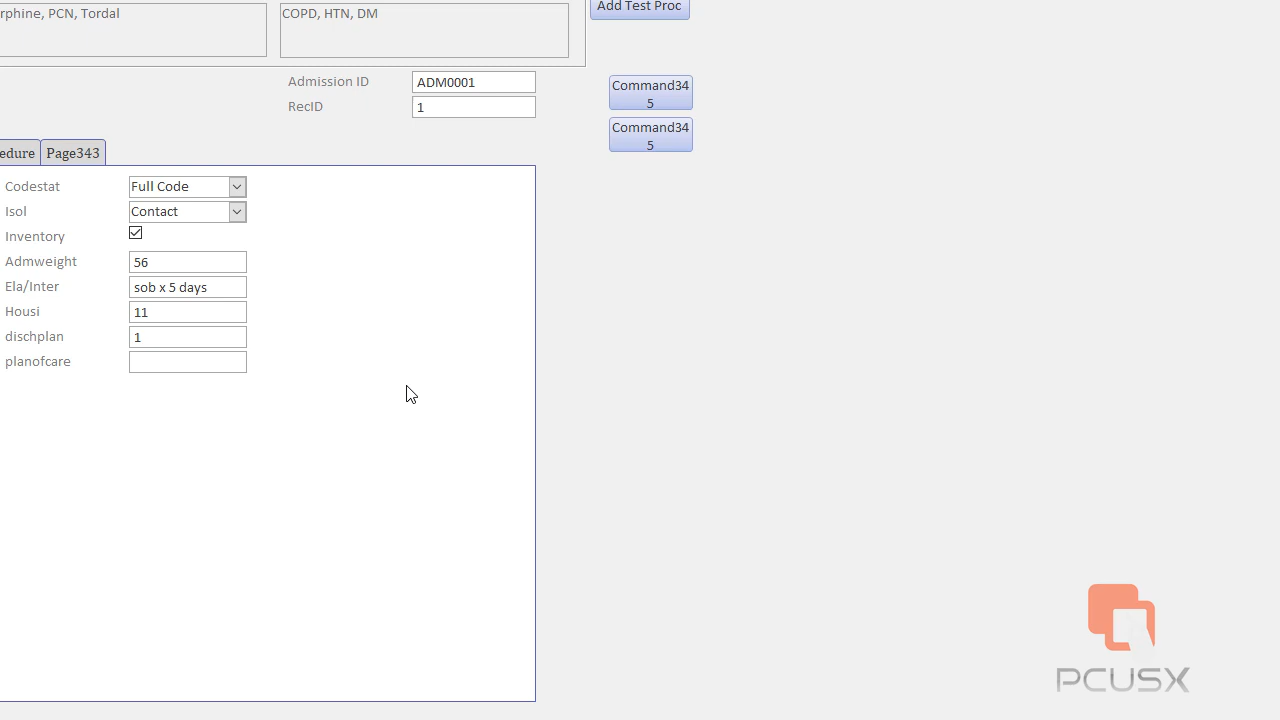 rphine, PCN, Tordal
COPD, HTN, DM
Add Test Proc
Admission ID
ADM0001
RecID
1
Command34
5
Command34
5
edure
Page343
Codestat
Full Code
Isol
Contact
Inventory
Admweight
56
Ela/Inter
sob x 5 days
Housi
11
dischplan
1
planofcare
PCUSX